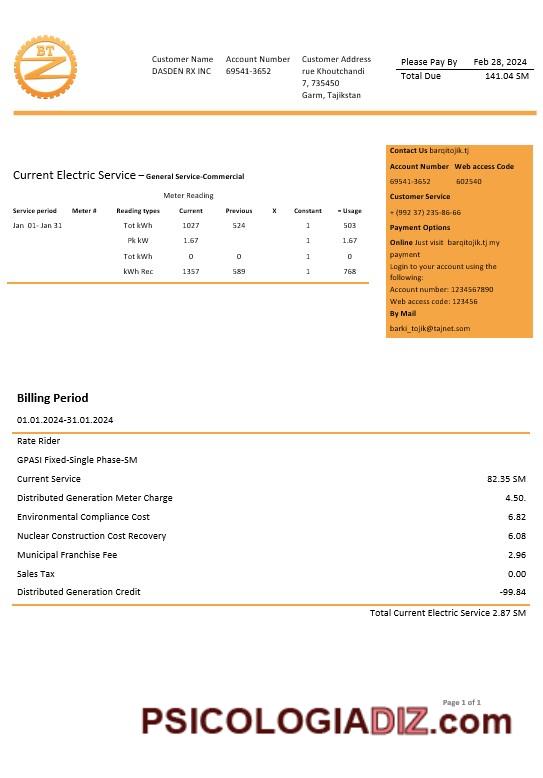 BT
Customer Name Account Number Customer Address
DASDEN RX INC 69541-3652 rue Khoutchandi
7, 735450
Garm, Tajikstan
Please Pay By Feb 28, 2024
Total Due 141.04 SM
Current Electric Service – General Service-Commercial
Meter Reading
Service period Meter # Reading types Current Previous X Constant = Usage
Jan 01- Jan 31 Tot kWh 1027 524 1 503
Pk kW 1.67 1 1.67
Tot kWh 0 0 1 0
kWh Rec 1357 589 1 768
Contact Us barqitojik.tj
Account Number Web access Code
69541-3652 602540
Customer Service
+ (992 37) 235-86-66
Payment Options
Online Just visit barqitojik.tj my
payment
Login to your account using the
following:
Account number: 1234567890
Web access code: 123456
By Mail
barki_tojik@tajnet.som
Billing Period
01.01.2024-31.01.2024
Rate Rider
GPASI Fixed-Single Phase-SM
Current Service 82.35 SM
Distributed Generation Meter Charge 4.50.
Environmental Compliance Cost 6.82
Nuclear Construction Cost Recovery 6.08
Municipal Franchise Fee 2.96
Sales Tax 0.00
Distributed Generation Credit -99.84
Total Current Electric Service 2.87 SM
Page 1 of 1
PSICOLOGIADIZ.com